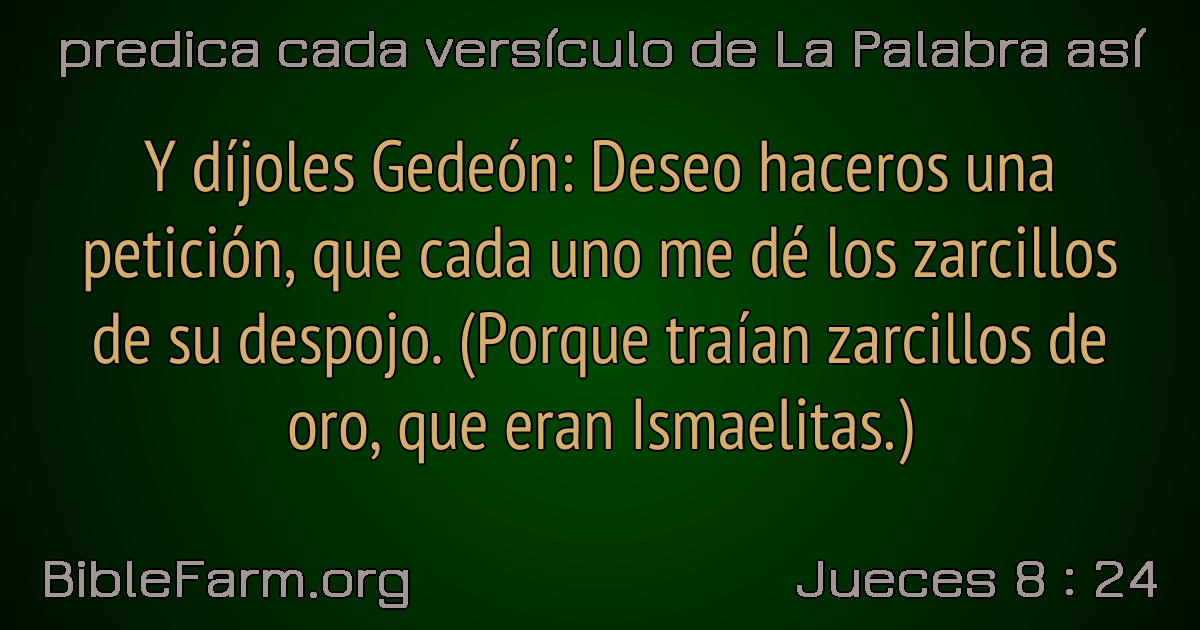 predica cada versículo de La Palabra así
Y díjoles Gedeón: Deseo haceros una
petición, que cada uno me dé los zarcillos
de su despojo. (Porque traían zarcillos de
oro, que eran Ismaelitas.)
BibleFarm.org
Jueces 8 : 24